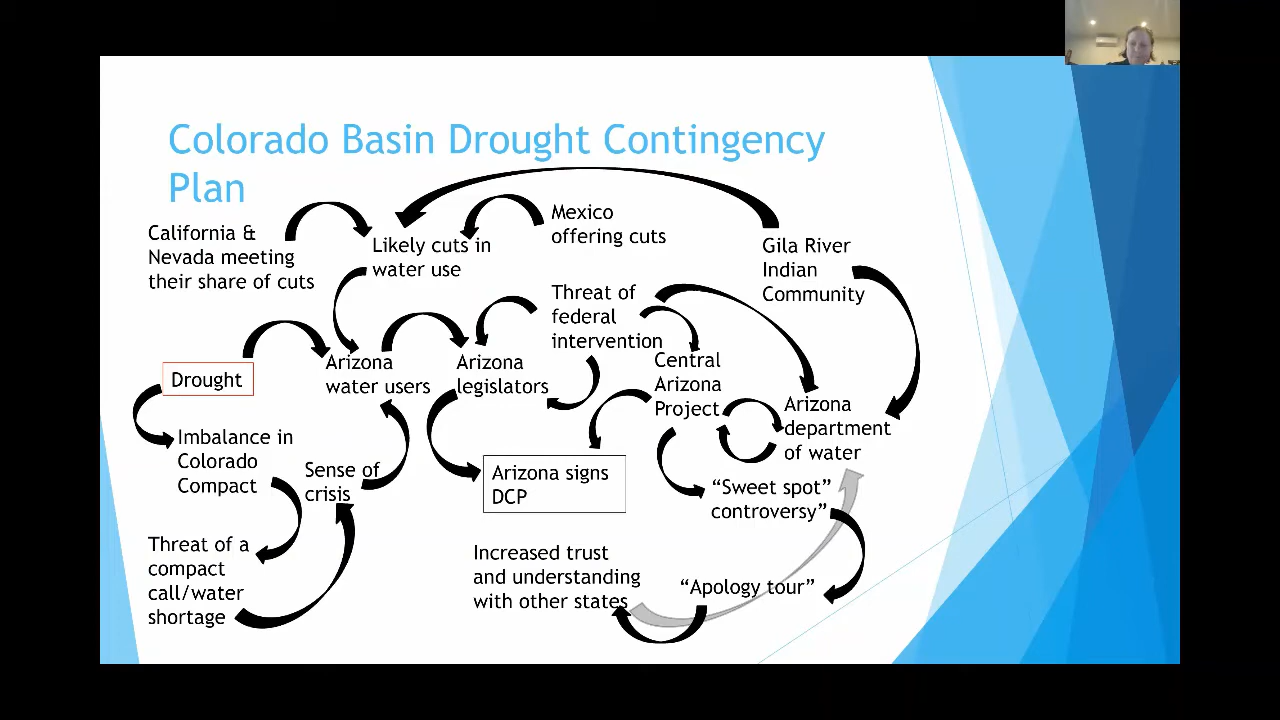 Colorado Basin Drought Contingency
Plan
California &
Nevada meeting
their share of cuts
Likely cuts in
water use
Mexico
offering cuts
Gila River
Indian
Community
Threat of
federal
intervention
Drought
Arizona
water users
Arizona
legislators
Central
Arizona
Project
Arizona
department
of water
Imbalance in
Colorado
Compact
Sense of
crisis
Arizona signs
DCP
“Sweet spot”
controversy”
Threat of a
compact
call/water
shortage
Increased trust
and understanding
with other states
“Apology tour”